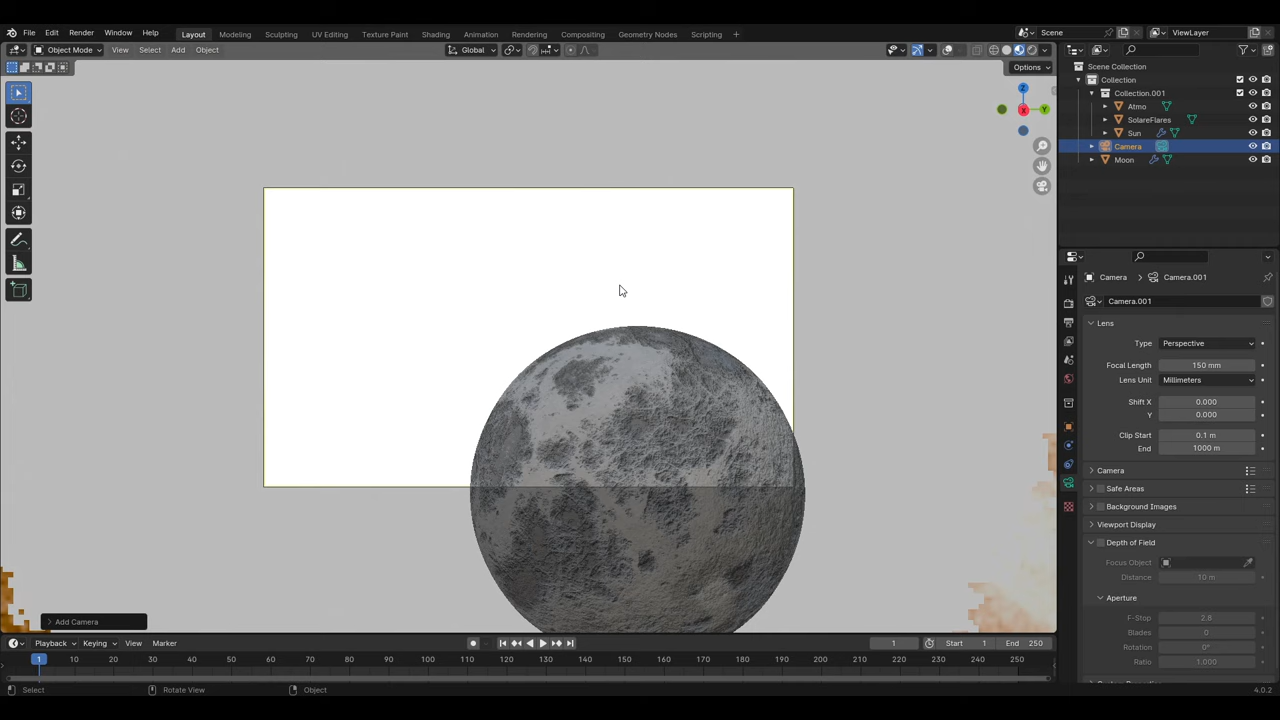 File Edit Render Window Help Layout Modeling Sculpting UV Editing Texture Paint Shading Animation Rendering Compositing Geometry Nodes Scripting + Scene ViewLayer
Object Mode View Select Add Object Global
Options
Z
Y
X
Scene Collection
Collection
Collection.001
Atmo
SolareFlares
Sun
Camera
Moon
Camera Camera.001
Camera.001
Lens
Type Perspective
Focal Length 150 mm
Lens Unit Millimeters
Shift X 0.000
Y 0.000
Clip Start 0.1 m
End 1000 m
Camera
Safe Areas
Background Images
Viewport Display
Depth of Field
Focus Object
Distance 10 m
Aperture
F-Stop 2.8
Blades 0
Rotation 0°
Ratio 1.000
Add Camera
Playback Keying View Marker 1 Start 1 End 250
1 10 20 30 40 50 60 70 80 90 100 110 120 130 140 150 160 170 180 190 200 210 220 230 240 250
Select Rotate View Object 4.0.2